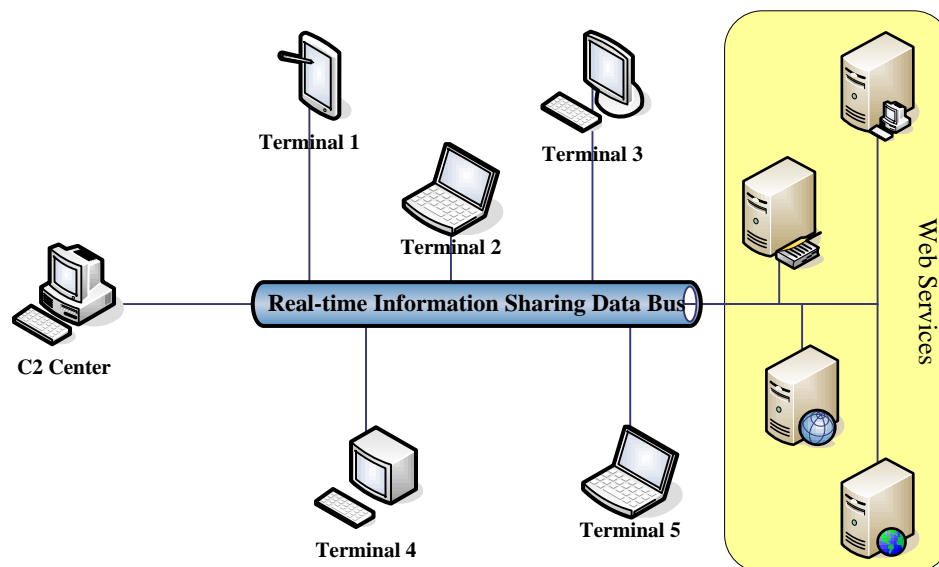 Terminal 1
Terminal 3
Terminal 2
Real-time Information Sharing Data Bus
C2 Center
Terminal 4
Terminal 5
Web Services